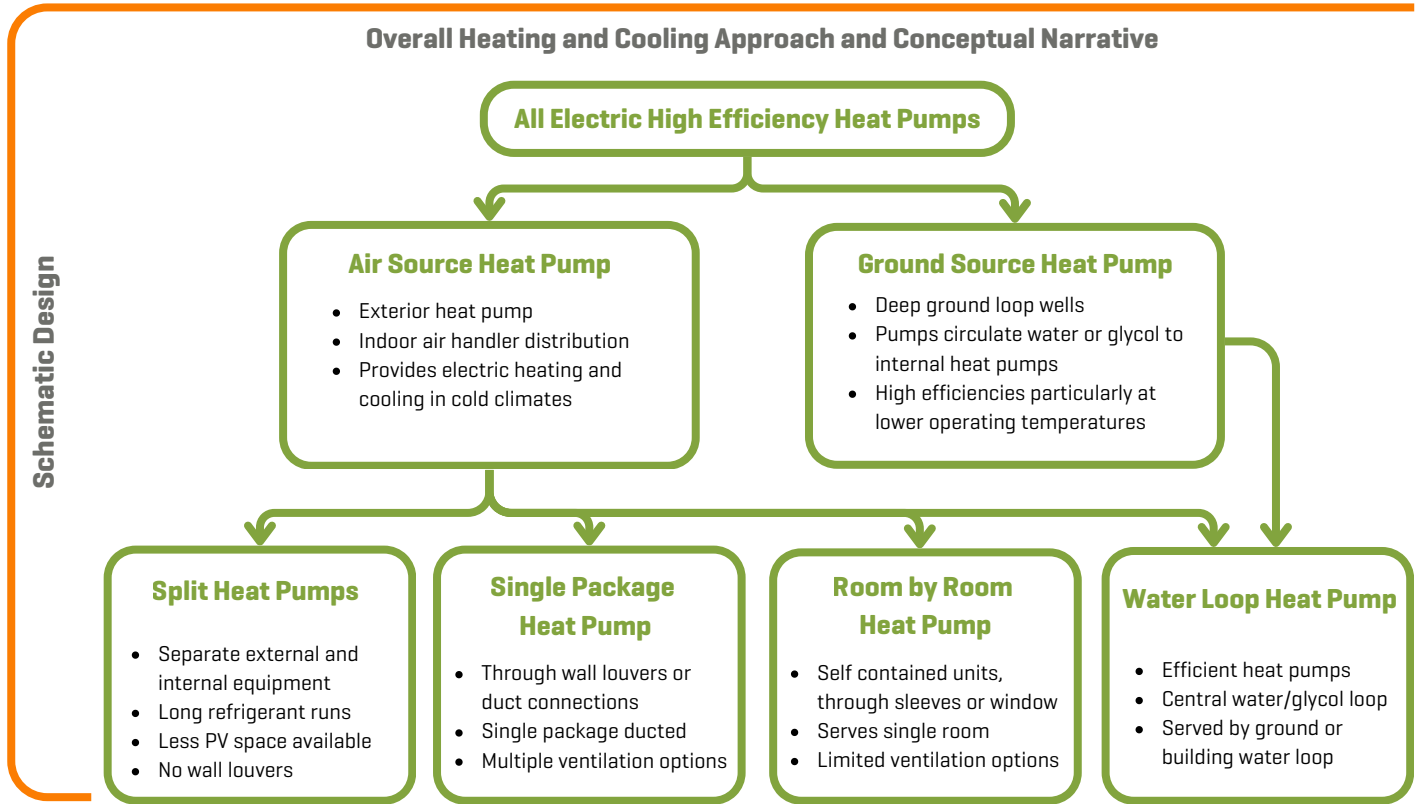 Overall Heating and Cooling Approach and Conceptual Narrative
Schematic Design
All Electric High Efficiency Heat Pumps
Air Source Heat Pump
• Exterior heat pump
• Indoor air handler distribution
• Provides electric heating and
cooling in cold climates
Ground Source Heat Pump
• Deep ground loop wells
• Pumps circulate water or glycol to
internal heat pumps
• High efficiencies particularly at
lower operating temperatures
Split Heat Pumps
• Separate external and
internal equipment
• Long refrigerant runs
• Less PV space available
• No wall louvers
Single Package
Heat Pump
• Through wall louvers or
duct connections
• Single package ducted
• Multiple ventilation options
Room by Room
Heat Pump
• Self contained units,
through sleeves or window
• Serves single room
• Limited ventilation options
Water Loop Heat Pump
• Efficient heat pumps
• Central water/glycol loop
• Served by ground or
building water loop